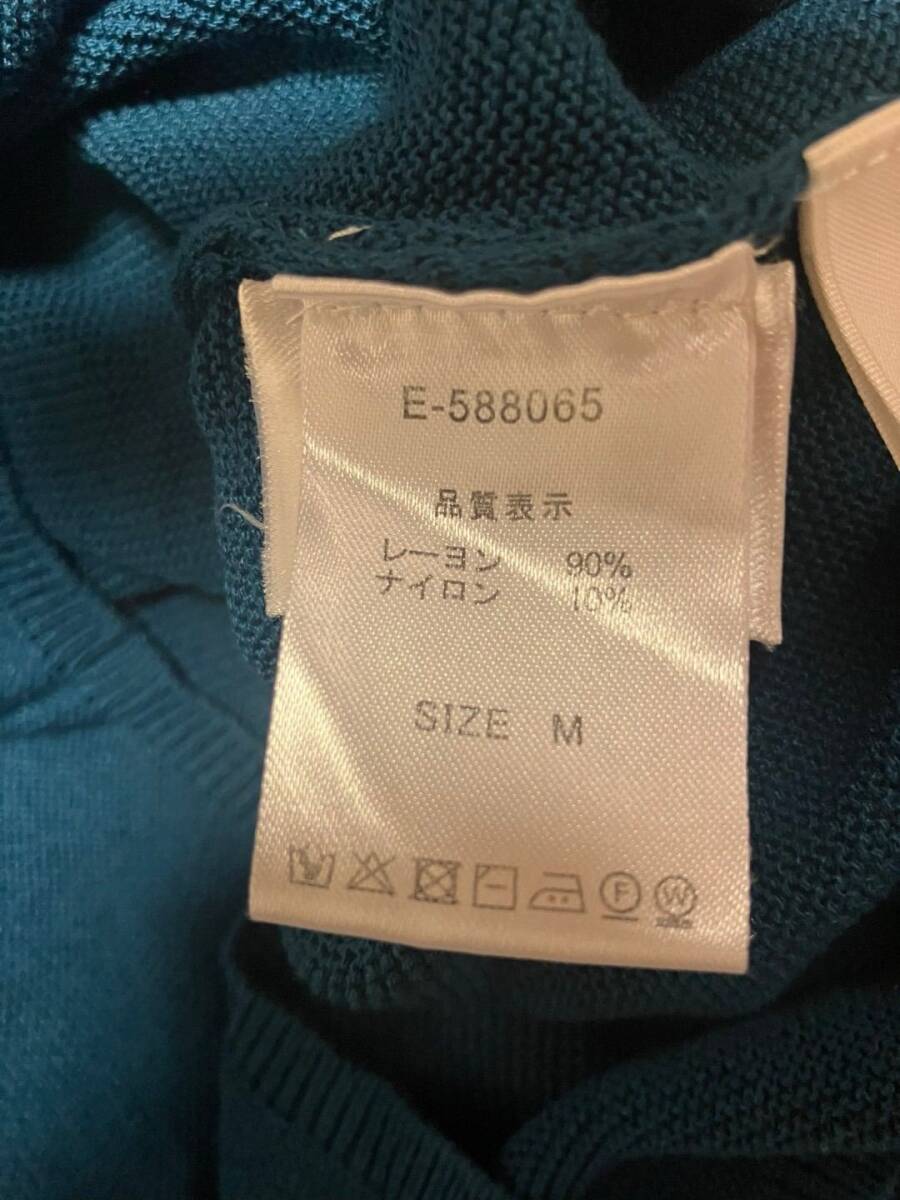 E-588065
品質表示
レーヨン 90%
ナイロン 10%
SIZE M
F W